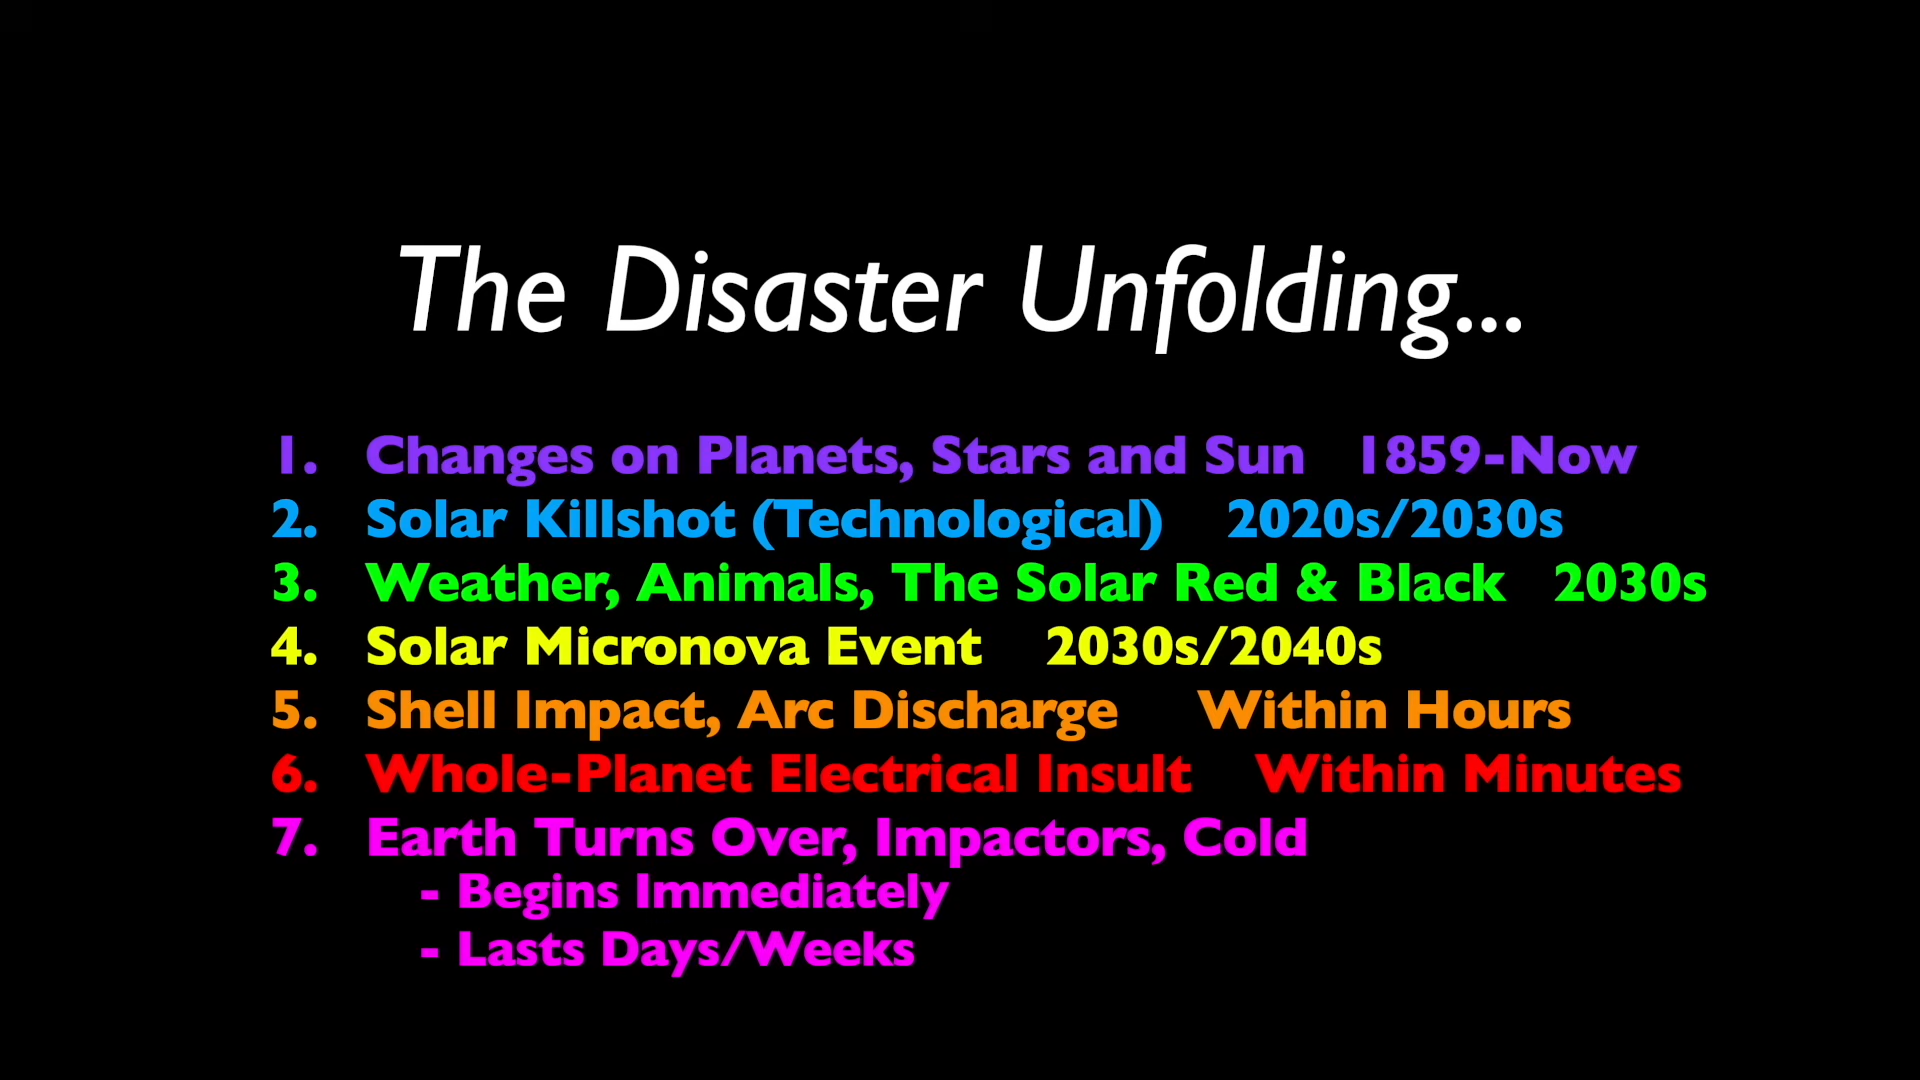 The Disaster Unfolding...
1. Changes on Planets, Stars and Sun 1859-Now
2. Solar Killshot (Technological) 2020s/2030s
3. Weather, Animals, The Solar Red & Black 2030s
4. Solar Micronova Event 2030s/2040s
5. Shell Impact, Arc Discharge Within Hours
6. Whole-Planet Electrical Insult Within Minutes
7. Earth Turns Over, Impactors, Cold
- Begins Immediately
- Lasts Days/Weeks